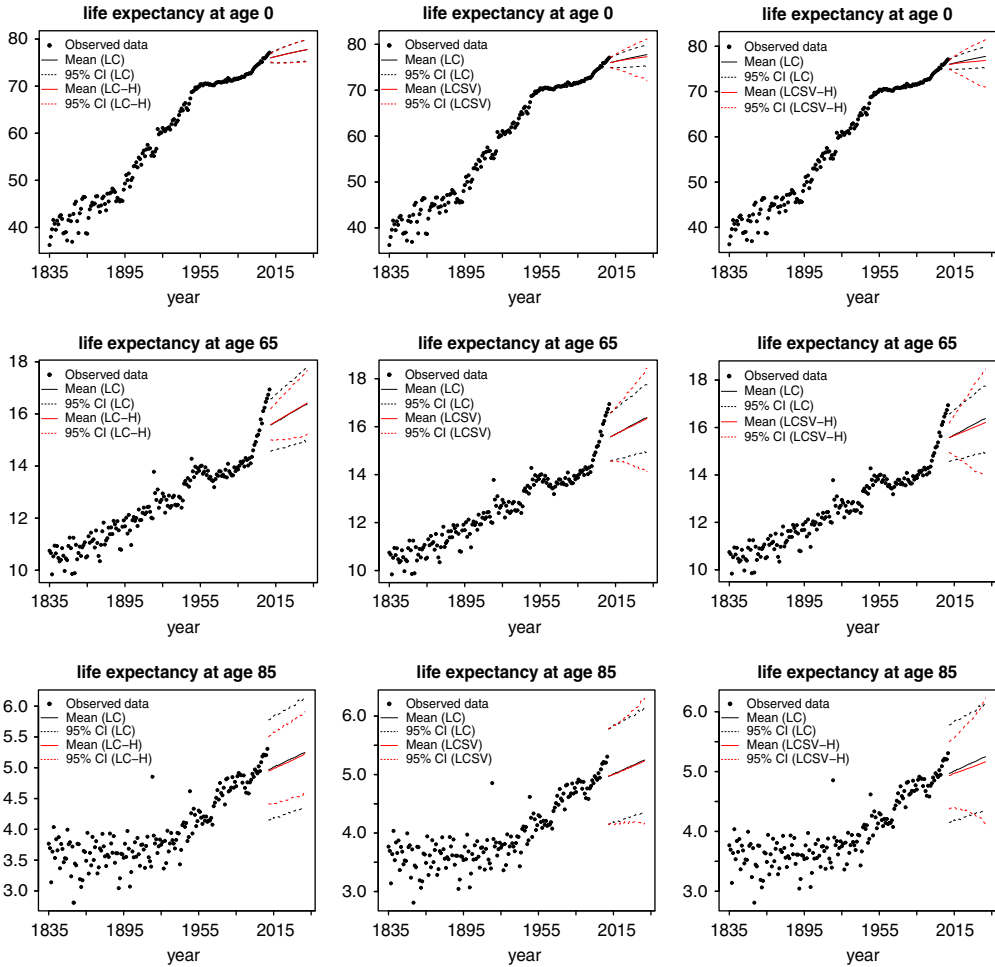 life expectancy at age 0
80
70
60
50
40
Observed data
Mean (LC)
95% CI (LC)
Mean (LC−H)
95% CI (LC−H)
1835 1895 1955 2015
year
life expectancy at age 0
80
70
60
50
40
Observed data
Mean (LC)
95% CI (LC)
Mean (LCSV)
95% CI (LCSV)
1835 1895 1955 2015
year
life expectancy at age 0
80
70
60
50
40
Observed data
Mean (LC)
95% CI (LC)
Mean (LCSV−H)
95% CI (LCSV−H)
1835 1895 1955 2015
year
life expectancy at age 65
18
16
14
12
10
Observed data
Mean (LC)
95% CI (LC)
Mean (LC−H)
95% CI (LC−H)
1835 1895 1955 2015
year
life expectancy at age 65
18
16
14
12
10
Observed data
Mean (LC)
95% CI (LC)
Mean (LCSV)
95% CI (LCSV)
1835 1895 1955 2015
year
life expectancy at age 65
18
16
14
12
10
Observed data
Mean (LC)
95% CI (LC)
Mean (LCSV−H)
95% CI (LCSV−H)
1835 1895 1955 2015
year
life expectancy at age 85
6.0
5.5
5.0
4.5
4.0
3.5
3.0
Observed data
Mean (LC)
95% CI (LC)
Mean (LC−H)
95% CI (LC−H)
1835 1895 1955 2015
year
life expectancy at age 85
6.0
5.0
4.0
3.0
Observed data
Mean (LC)
95% CI (LC)
Mean (LCSV)
95% CI (LCSV)
1835 1895 1955 2015
year
life expectancy at age 85
6.0
5.0
4.0
3.0
Observed data
Mean (LC)
95% CI (LC)
Mean (LCSV−H)
95% CI (LCSV−H)
1835 1895 1955 2015
year